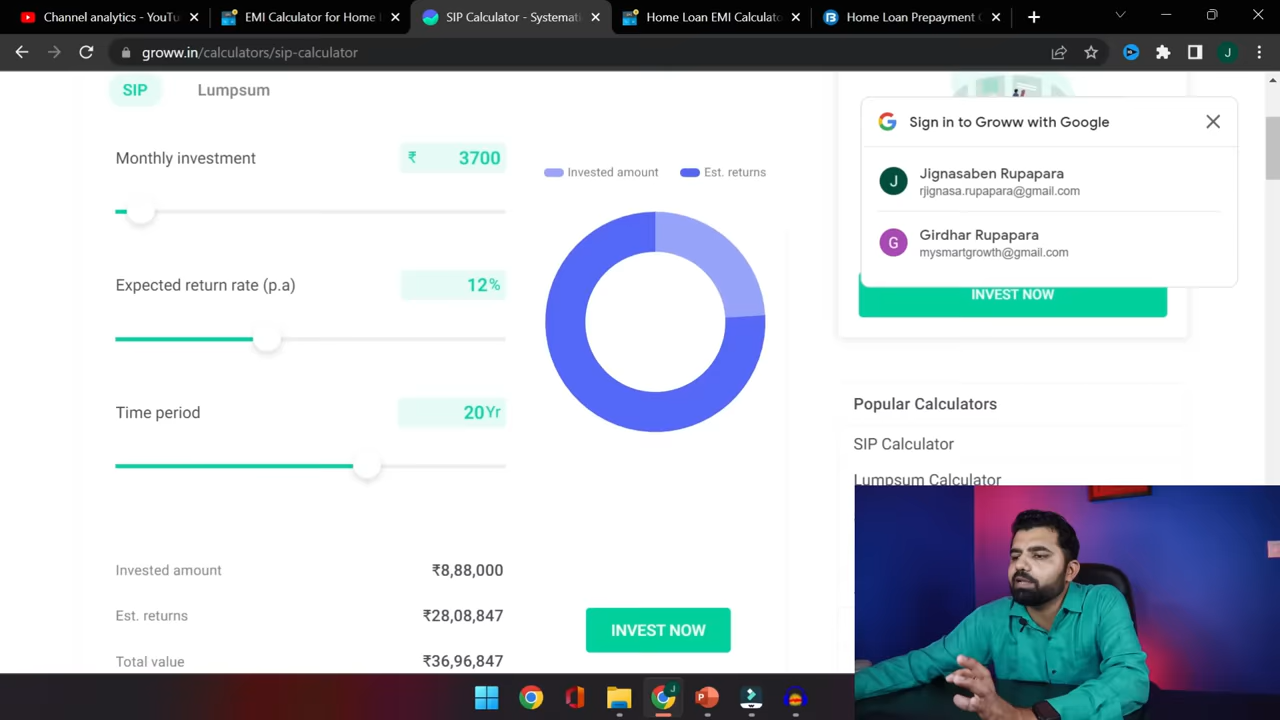 Channel analytics - YouTu
EMI Calculator for Home
SIP Calculator - Systemati
Home Loan EMI Calculato
Home Loan Prepayment
groww.in/calculators/sip-calculator
J
SIP
Lumpsum
Monthly investment
₹ 3700
Expected return rate (p.a)
12%
Time period
20Yr
Invested amount
₹8,88,000
Est. returns
₹28,08,847
Total value
₹36,96,847
Invested amount
Est. returns
INVEST NOW
Sign in to Groww with Google
J
Jignasaben Rupapara
rjignasa.rupapara@gmail.com
G
Girdhar Rupapara
mysmartgrowth@gmail.com
INVEST NOW
Popular Calculators
SIP Calculator
Lumpsum Calculator